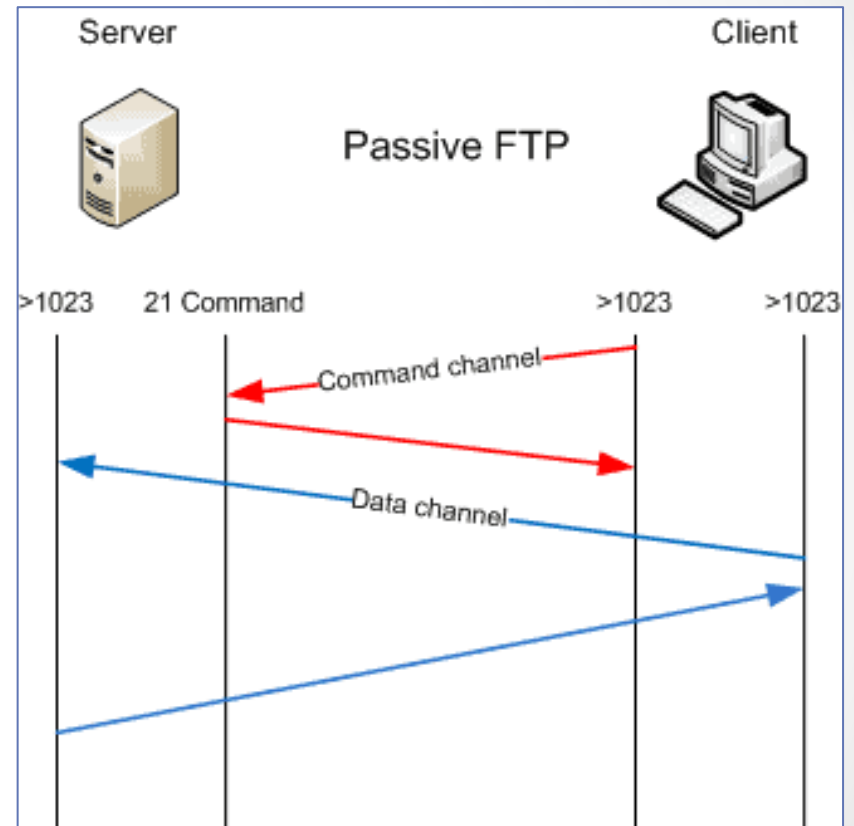 Server
Client
Passive FTP
>1023
21 Command
>1023
>1023
Command channel
Data channel